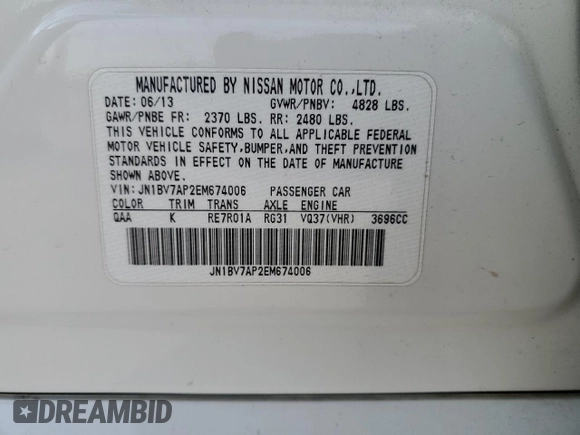 MANUFACTURED BY NISSAN MOTOR CO.,LTD.
DATE: 06/13 GVWR/PNBV: 4828 LBS.
GAWR/PNBE FR: 2370 LBS. RR: 2480 LBS.
THIS VEHICLE CONFORMS TO ALL APPLICABLE FEDERAL
MOTOR VEHICLE SAFETY,BUMPER,AND THEFT PREVENTION
STANDARDS IN EFFECT ON THE DATE OF MANUFACTURE
SHOWN ABOVE.
VIN: JN1BV7AP2EM674006 PASSENGER CAR
COLOR TRIM TRANS AXLE ENGINE
QAA K RE7R01A RG31 VQ37(VHR) 3696CC
JN1BV7AP2EM674006
DREAMBID